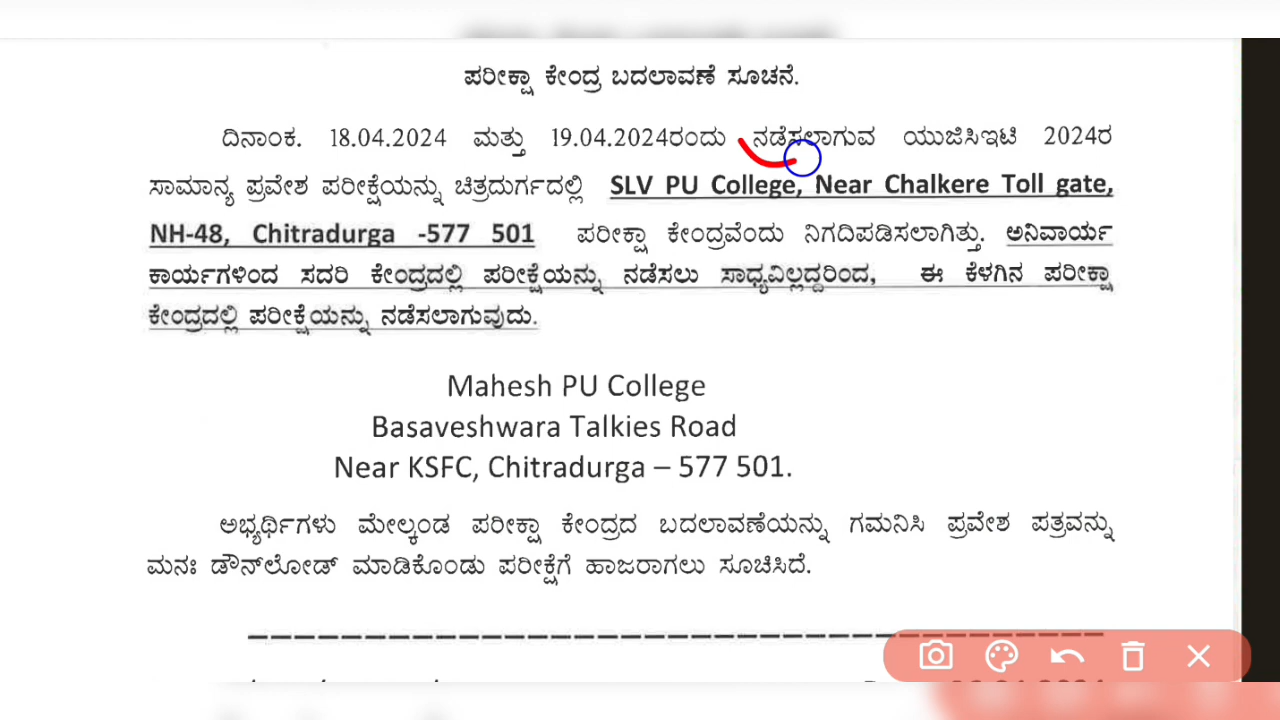 ಪರೀಕ್ಷಾ ಕೇಂದ್ರ ಬದಲಾವಣೆ ಸೂಚನೆ.
ದಿನಾಂಕ. 18.04.2024 ಮತ್ತು 19.04.2024ರಂದು ನಡೆಸಲಾಗುವ ಯುಜಿಸಿಇಟಿ 2024ರ
ಸಾಮಾನ್ಯ ಪ್ರವೇಶ ಪರೀಕ್ಷೆಯನ್ನು ಚಿತ್ರದುರ್ಗದಲ್ಲಿ SLV PU College, Near Chalkere Toll gate,
NH-48, Chitradurga -577 501 ಪರೀಕ್ಷಾ ಕೇಂದ್ರವೆಂದು ನಿಗದಿಪಡಿಸಲಾಗಿತ್ತು. ಅನಿವಾರ್ಯ
ಕಾರ್ಯಗಳಿಂದ ಸದರಿ ಕೇಂದ್ರದಲ್ಲಿ ಪರೀಕ್ಷೆಯನ್ನು ನಡೆಸಲು ಸಾಧ್ಯವಿಲ್ಲದ್ದರಿಂದ, ಈ ಕೆಳಗಿನ ಪರೀಕ್ಷಾ
ಕೇಂದ್ರದಲ್ಲಿ ಪರೀಕ್ಷೆಯನ್ನು ನಡೆಸಲಾಗುವುದು.
Mahesh PU College
Basaveshwara Talkies Road
Near KSFC, Chitradurga – 577 501.
ಅಭ್ಯರ್ಥಿಗಳು ಮೇಲ್ಕಂಡ ಪರೀಕ್ಷಾ ಕೇಂದ್ರದ ಬದಲಾವಣೆಯನ್ನು ಗಮನಿಸಿ ಪ್ರವೇಶ ಪತ್ರವನ್ನು
ಮನಃ ಡೌನ್‌ಲೋಡ್ ಮಾಡಿಕೊಂಡು ಪರೀಕ್ಷೆಗೆ ಹಾಜರಾಗಲು ಸೂಚಿಸಿದೆ.